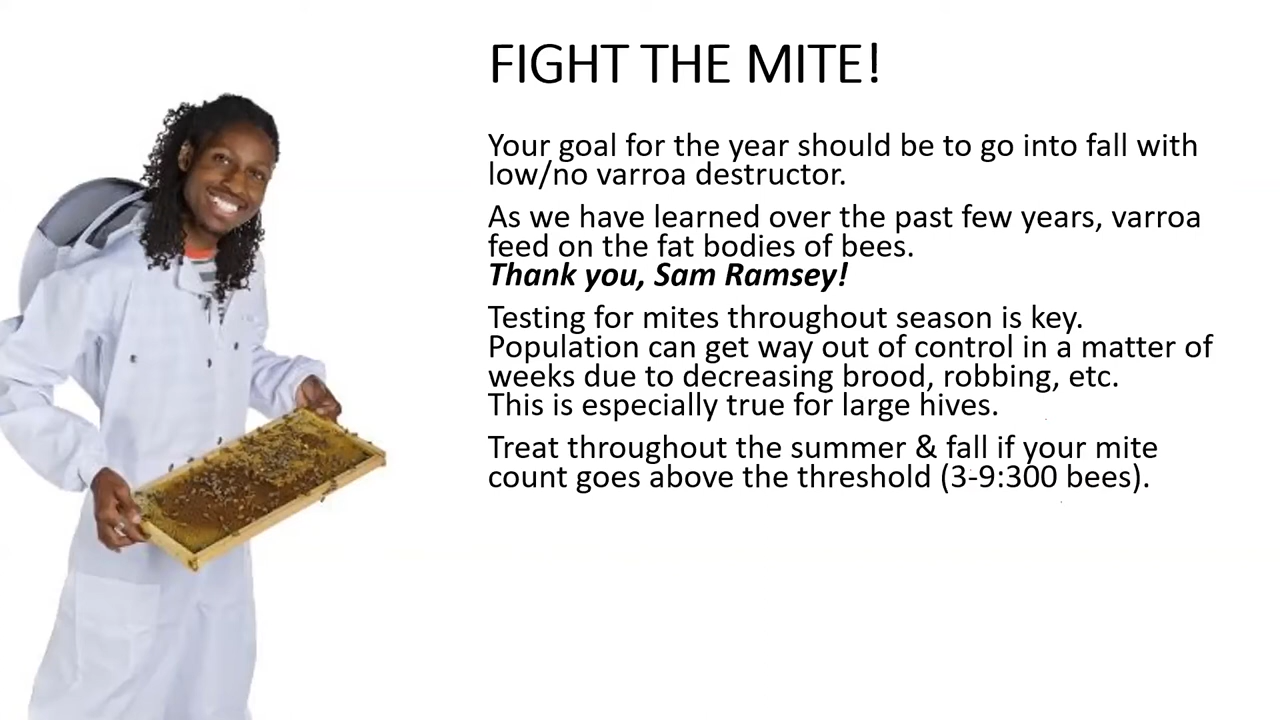 FIGHT THE MITE!
Your goal for the year should be to go into fall with
low/no varroa destructor.
As we have learned over the past few years, varroa
feed on the fat bodies of bees.
Thank you, Sam Ramsey!
Testing for mites throughout season is key.
Population can get way out of control in a matter of
weeks due to decreasing brood, robbing, etc.
This is especially true for large hives.
Treat throughout the summer & fall if your mite
count goes above the threshold (3-9:300 bees).